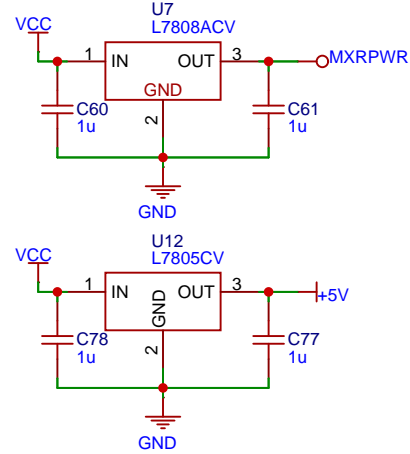 U7
L7808ACV
VCC
1
IN
OUT
3
MXRPWR
GND
C60
1u
2
C61
1u
GND
U12
L7805CV
VCC
1
IN
GND
OUT
3
+5V
C78
1u
2
C77
1u
GND